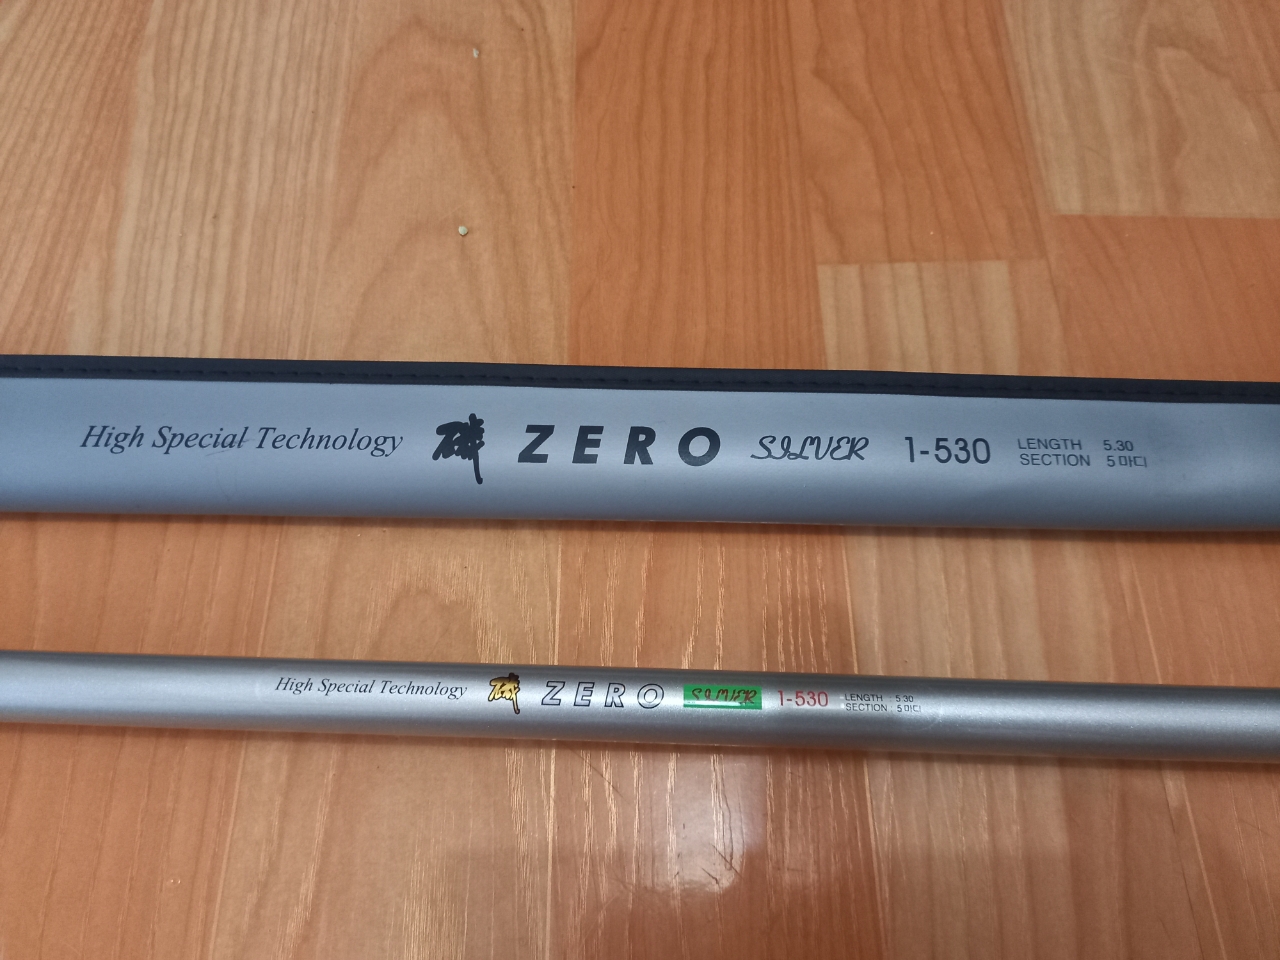 High Special Technology 磯 ZERO SILVER 1-530 LENGTH 5.30
SECTION 5마디
High Special Technology 磯 ZERO SILVER 1-530 LENGTH : 5.30
SECTION : 5마디